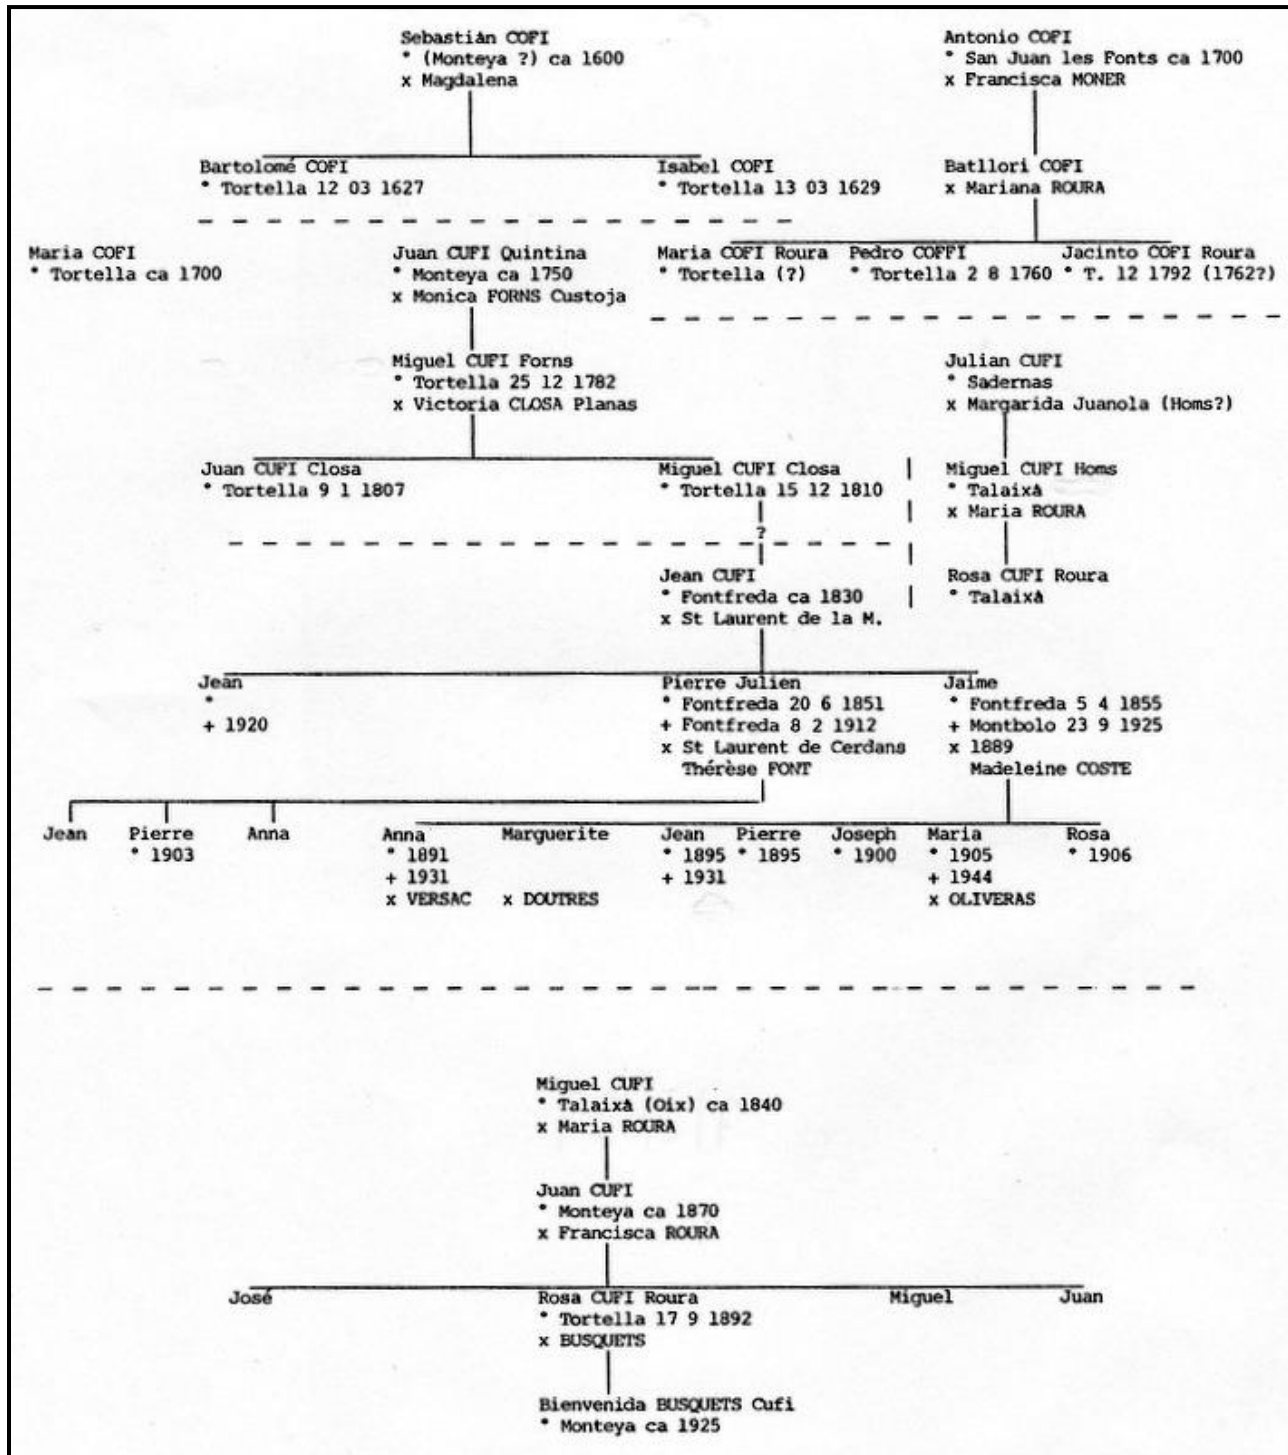 Sebastián COFI
* (Monteya ?) ca 1600
x Magdalena
Antonio COFI
* San Juan les Fonts ca 1700
x Francisca MONER
Bartolomé COFI
* Tortella 12 03 1627
Isabel COFI
* Tortella 13 03 1629
Batllori COFI
x Mariana ROURA
Maria COFI
* Tortella ca 1700
Juan CUFI Quintina
* Monteya ca 1750
x Monica FORNS Custoja
Maria COFI Roura
* Tortella (?)
Pedro COFFI
* Tortella 2 8 1760
Jacinto COFI Roura
* T. 12 1792 (1762?)
Miguel CUFI Forns
* Tortella 25 12 1782
x Victoria CLOSA Planas
Julian CUFI
* Sadernas
x Margarida Juanola (Homs?)
Juan CUFI Closa
* Tortella 9 1 1807
Miguel CUFI Closa
* Tortella 15 12 1810
?
Miguel CUFI Homs
* Talaixà
x Maria ROURA
Jean CUFI
* Fontfreda ca 1830
x St Laurent de la M.
Rosa CUFI Roura
* Talaixà
Jean
*
+ 1920
Pierre Julien
* Fontfreda 20 6 1851
+ Fontfreda 8 2 1912
x St Laurent de Cerdans
Thérèse FONT
Jaime
* Fontfreda 5 4 1855
+ Montbolo 23 9 1925
x 1889
Madeleine COSTE
Jean
Pierre
* 1903
Anna
Anna
* 1891
+ 1931
x VERSAC
Marguerite
x DOUTRES
Jean
* 1895
+ 1931
Pierre
* 1895
Joseph
* 1900
Maria
* 1905
+ 1944
x OLIVERAS
Rosa
* 1906
Miguel CUFI
* Talaixà (Oix) ca 1840
x Maria ROURA
Juan CUFI
* Monteya ca 1870
x Francisca ROURA
José
Rosa CUFI Roura
* Tortella 17 9 1892
x BUSQUETS
Miguel
Juan
Bienvenida BUSQUETS Cufi
* Monteya ca 1925